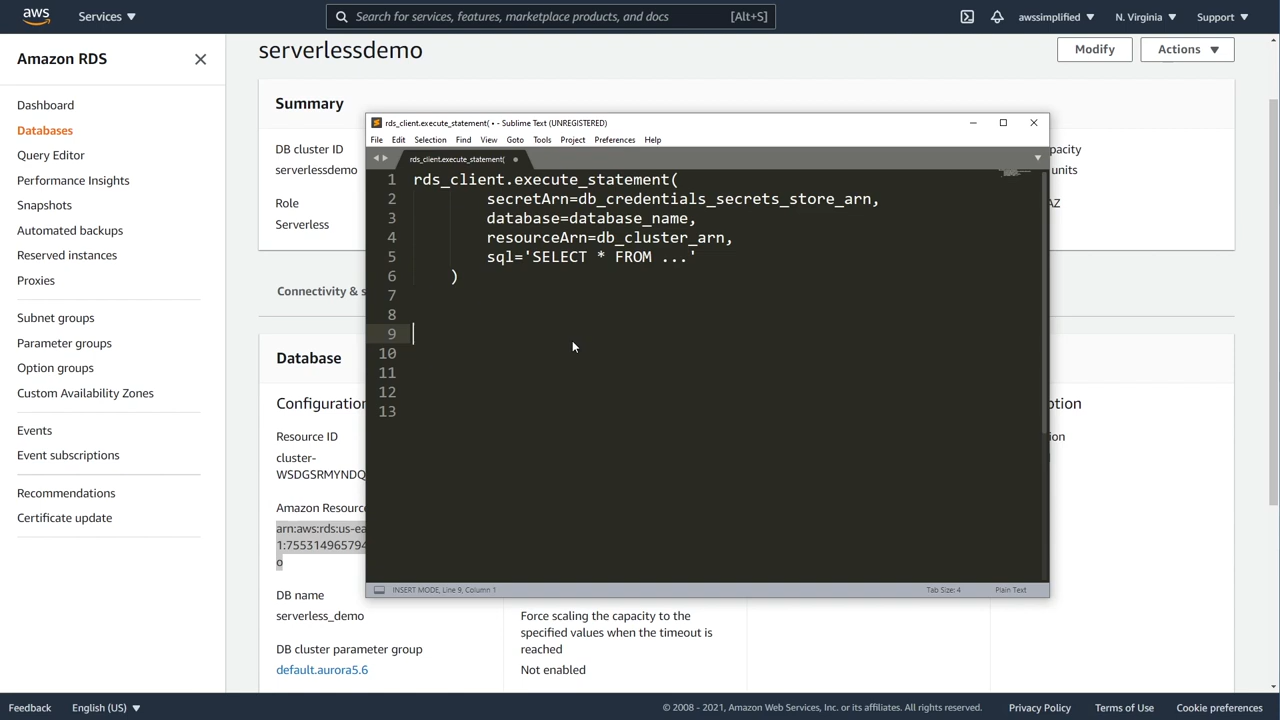 aws
Services
Search for services, features, marketplace products, and docs
[Alt+S]
awssimplified
N. Virginia
Support
Amazon RDS
Dashboard
Databases
Query Editor
Performance Insights
Snapshots
Automated backups
Reserved instances
Proxies
Subnet groups
Parameter groups
Option groups
Custom Availability Zones
Events
Event subscriptions
Recommendations
Certificate update
serverlessdemo
Modify
Actions
Summary
DB cluster ID
serverlessdemo
Role
Serverless
units
AZ
Connectivity & s
Database
Configuration
Resource ID
cluster-
WSDGSRMYNDQ
Amazon Resourc
arn:aws:rds:us-ea
1:755314965794
o
DB name
serverless_demo
DB cluster parameter group
default.aurora5.6
Force scaling the capacity to the
specified values when the timeout is
reached
Not enabled
rds_client.execute_statement( • - Sublime Text (UNREGISTERED)
File Edit Selection Find View Goto Tools Project Preferences Help
rds_client.execute_statement(
1 rds_client.execute_statement(
2 secretArn=db_credentials_secrets_store_arn,
3 database=database_name,
4 resourceArn=db_cluster_arn,
5 sql='SELECT * FROM ...'
6 )
7
8
9
10
11
12
13
INSERT MODE, Line 9, Column 1
Tab Size: 4
Plain Text
Feedback
English (US)
© 2008 - 2021, Amazon Web Services, Inc. or its affiliates. All rights reserved.
Privacy Policy
Terms of Use
Cookie preferences